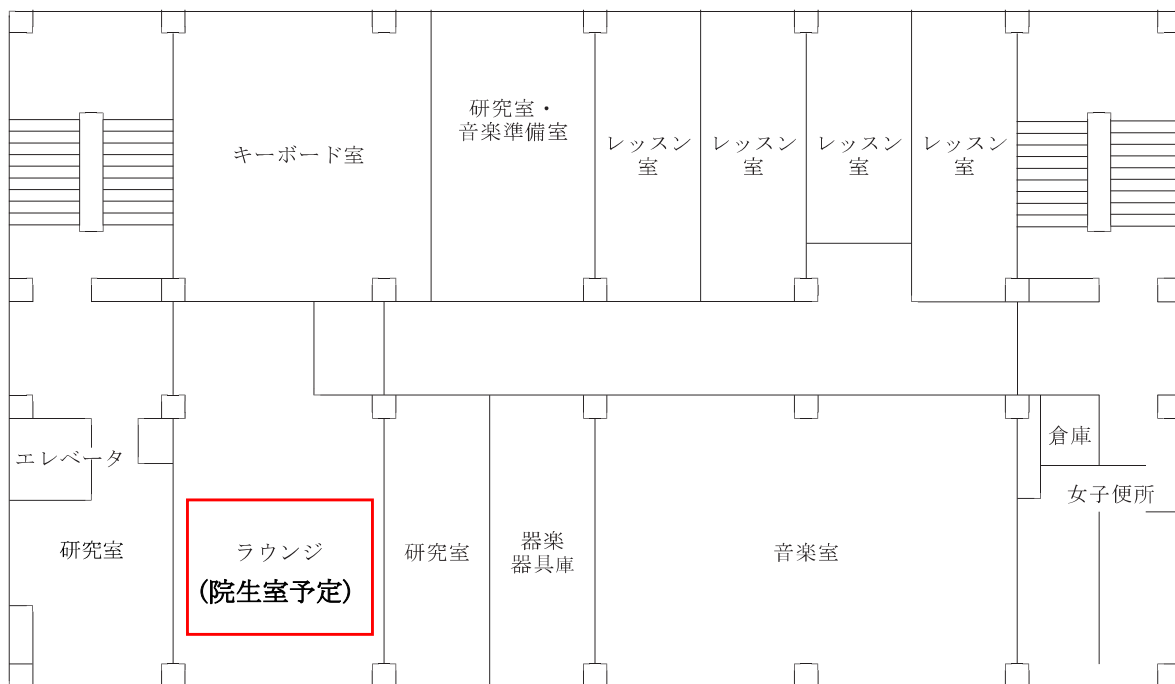 研究室・
音楽準備室
キーボード室
レッスン
室
レッスン
室
レッスン
室
レッスン
室
エレベータ
倉庫
女子便所
研究室
ラウンジ
(院生室予定)
研究室
器楽
器具庫
音楽室